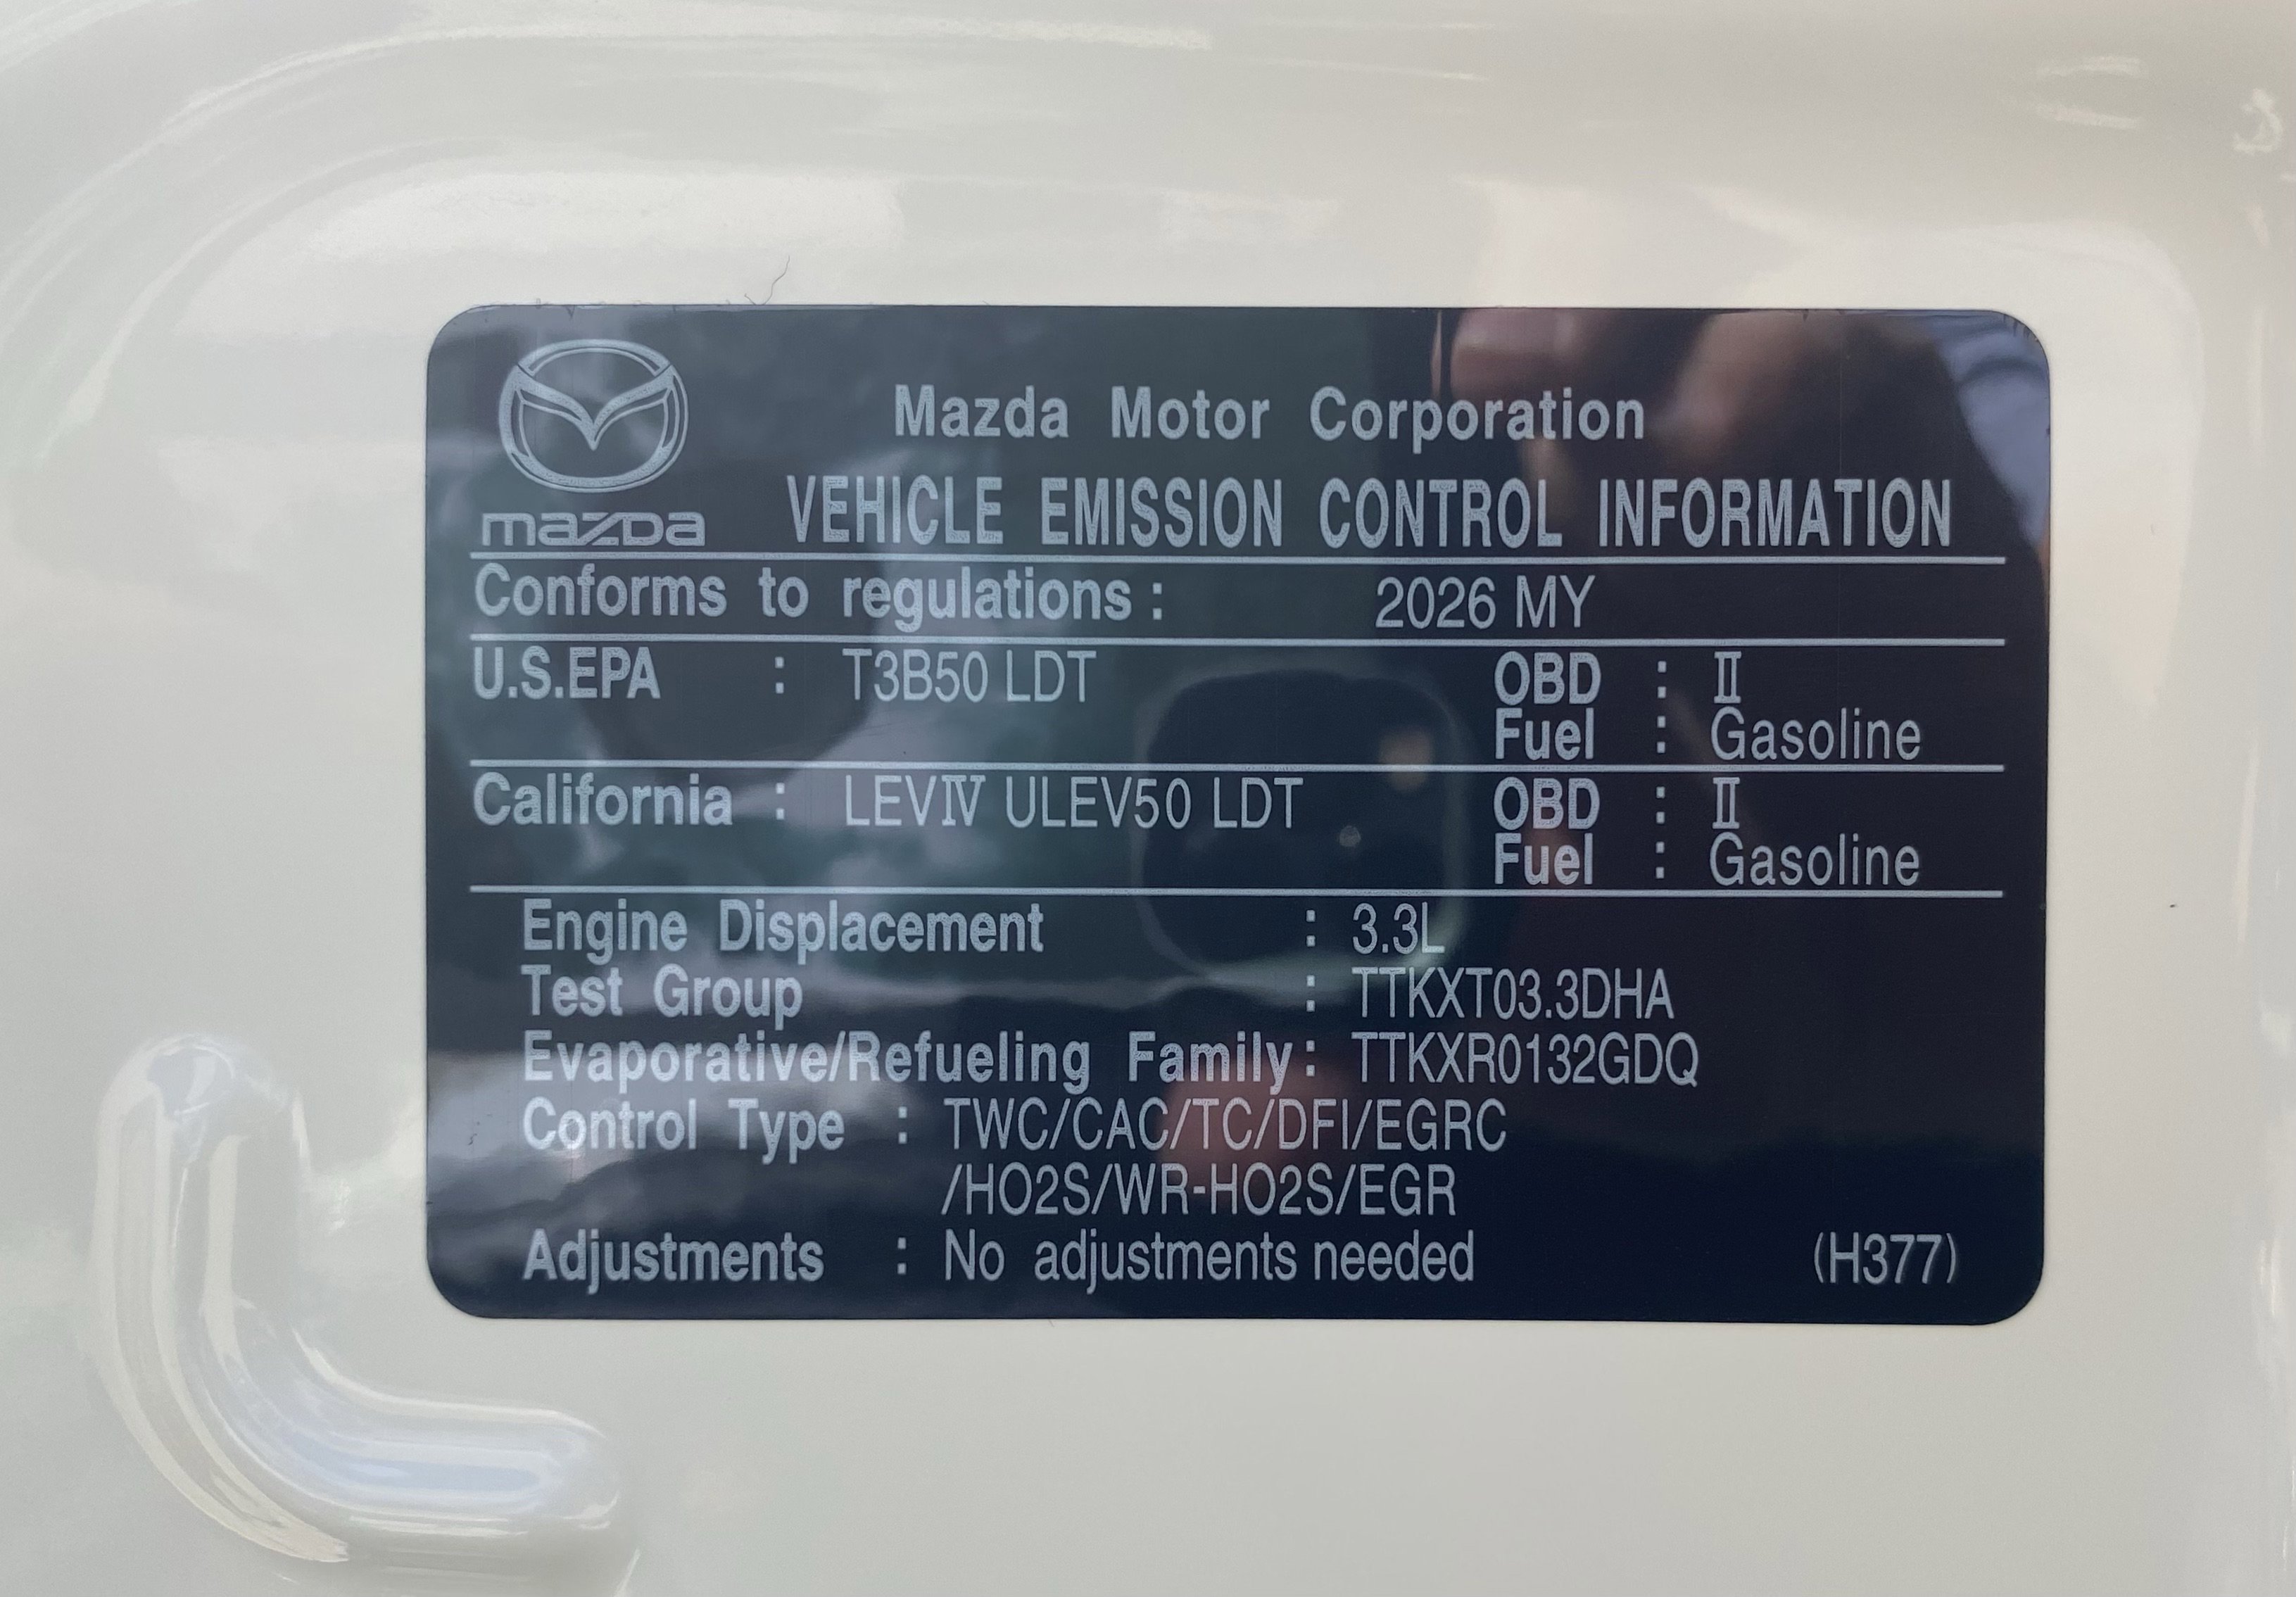 Mazda Motor Corporation
mazda VEHICLE EMISSION CONTROL INFORMATION
Conforms to regulations : 2026 MY
U.S.EPA : T3B50 LDT OBD : Ⅱ
Fuel : Gasoline
California : LEVⅣ ULEV50 LDT OBD : Ⅱ
Fuel : Gasoline
Engine Displacement : 3.3L
Test Group : TTKXT03.3DHA
Evaporative/Refueling Family : TTKXR0132GDQ
Control Type : TWC/CAC/TC/DFI/EGRC
/HO2S/WR-HO2S/EGR
Adjustments : No adjustments needed (H377)